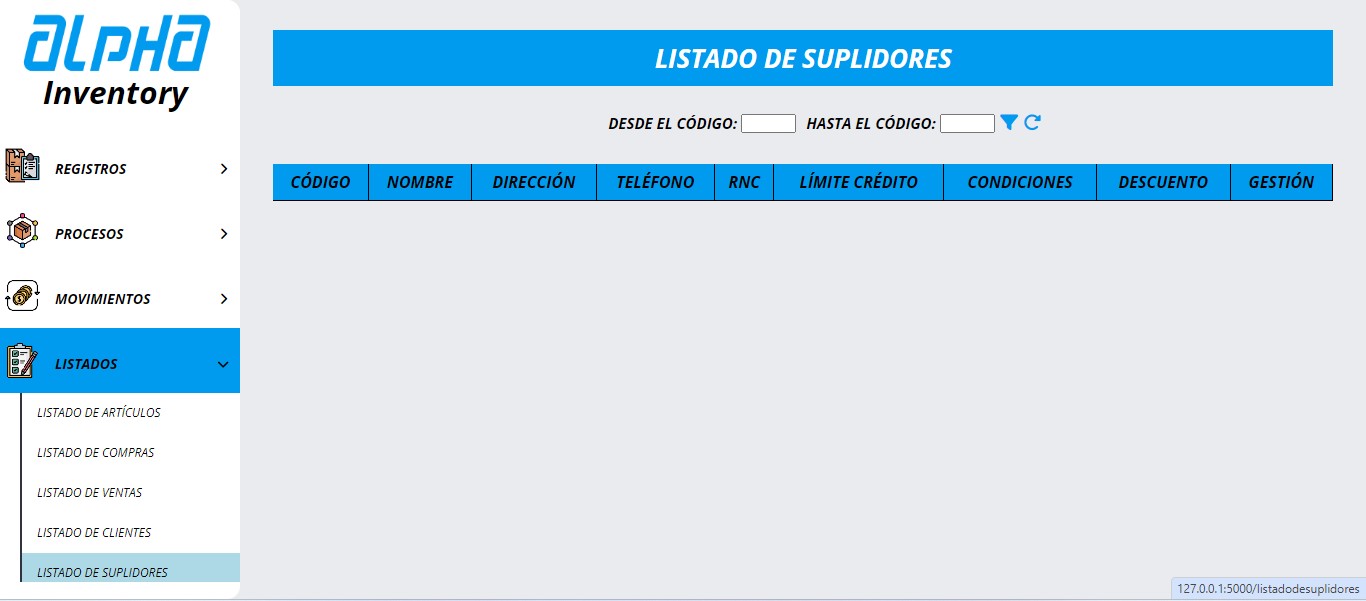 ALPHA
Inventory
REGISTROS
PROCESOS
MOVIMIENTOS
LISTADOS
LISTADO DE ARTÍCULOS
LISTADO DE COMPRAS
LISTADO DE VENTAS
LISTADO DE CLIENTES
LISTADO DE SUPLIDORES
LISTADO DE SUPLIDORES
DESDE EL CÓDIGO: HASTA EL CÓDIGO:
CÓDIGO NOMBRE DIRECCIÓN TELÉFONO RNC LÍMITE CRÉDITO CONDICIONES DESCUENTO GESTIÓN
127.0.0.1:5000/listadodesuplidores